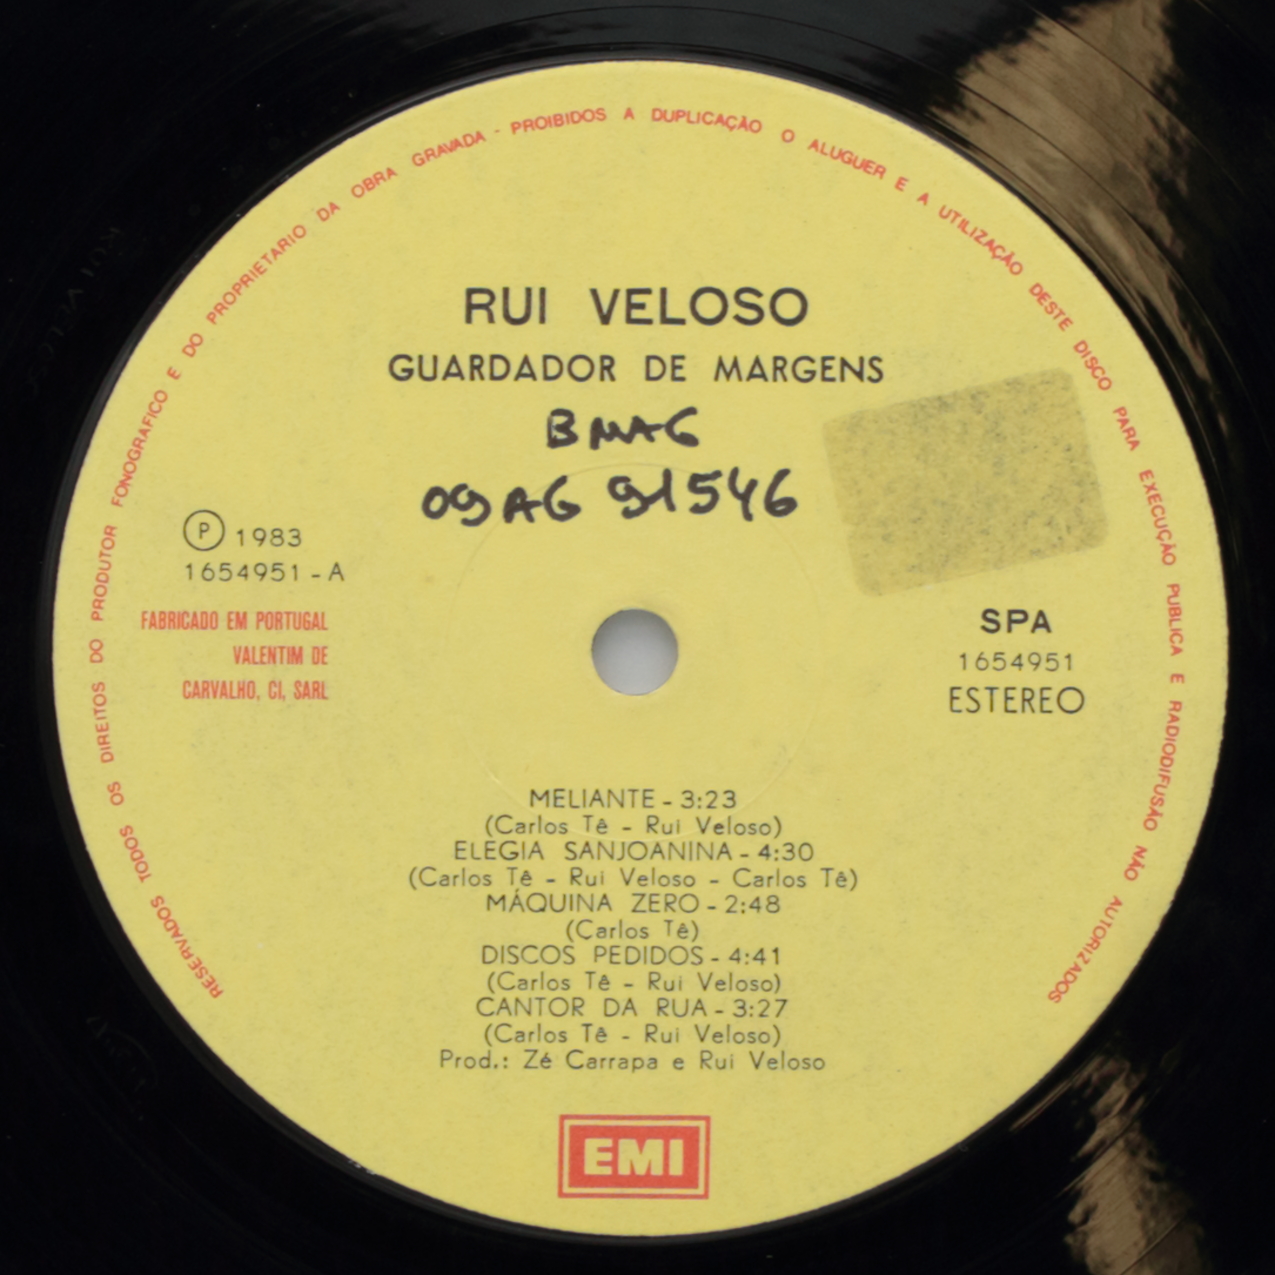 RESERVADOS TODOS OS DIREITOS DO PRODUTOR FONOGRAFICO E DO PROPRIETARIO DA OBRA GRAVADA - PROIBIDOS A DUPLICAÇÃO O ALUGUER E A UTILIZAÇÃO DESTE DISCO PARA EXECUÇÃO PUBLICA E RADIODIFUSÃO NÃO AUTORIZADOS
RUI VELOSO
GUARDADOR DE MARGENS
BMAG
09AG 91546
Ⓟ 1983
1654951 - A
FABRICADO EM PORTUGAL
VALENTIM DE
CARVALHO, CI, SARL
SPA
1654951
ESTEREO
MELIANTE - 3:23
(Carlos Tê - Rui Veloso)
ELEGIA SANJOANINA - 4:30
(Carlos Tê - Rui Veloso - Carlos Tê)
MÁQUINA ZERO - 2:48
(Carlos Tê)
DISCOS PEDIDOS - 4:41
(Carlos Tê - Rui Veloso)
CANTOR DA RUA - 3:27
(Carlos Tê - Rui Veloso)
Prod.: Zé Carrapa e Rui Veloso
EMI